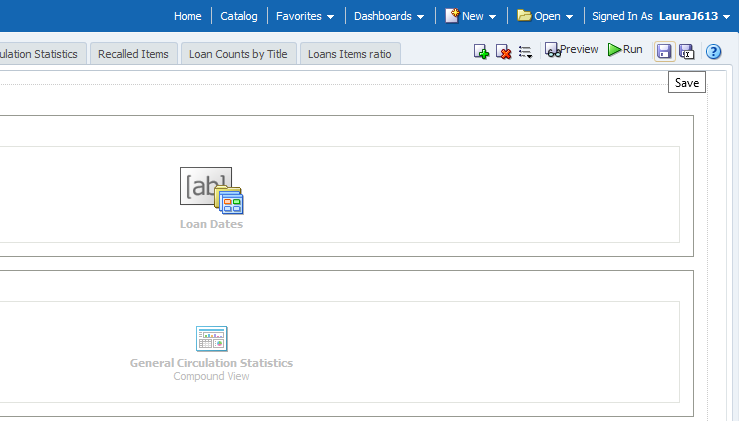 Home Catalog Favorites Dashboards New Open Signed In As LauraJ613
ulation Statistics Recalled Items Loan Counts by Title Loans Items ratio Preview Run
Save
[ab]
Loan Dates
General Circulation Statistics
Compound View